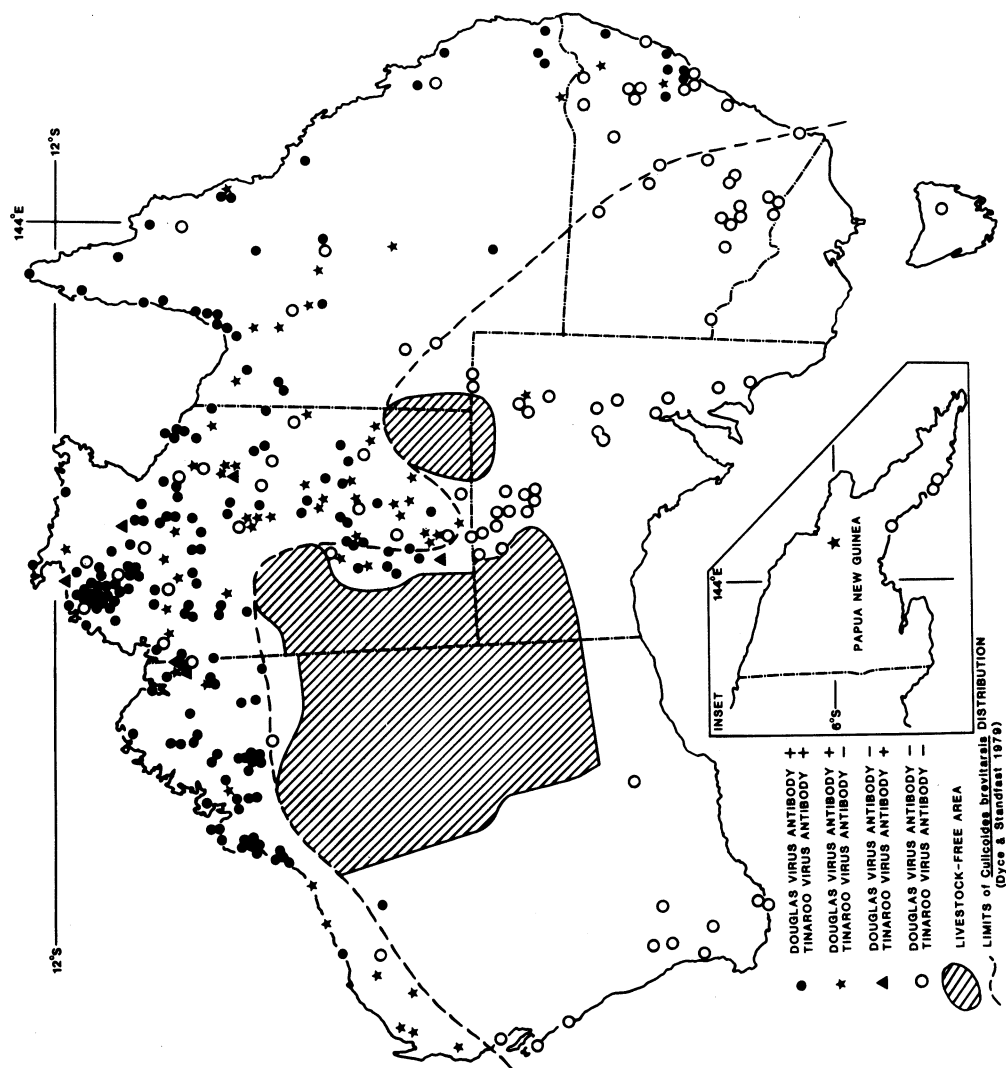 12°S
144°E
12°S
INSET
144°E
6°S
PAPUA NEW GUINEA
DOUGLAS VIRUS ANTIBODY +
TINAROO VIRUS ANTIBODY +
DOUGLAS VIRUS ANTIBODY +
TINAROO VIRUS ANTIBODY −
DOUGLAS VIRUS ANTIBODY −
TINAROO VIRUS ANTIBODY +
DOUGLAS VIRUS ANTIBODY −
TINAROO VIRUS ANTIBODY −
LIVESTOCK-FREE AREA
LIMITS of Culicoides brevitarsis DISTRIBUTION
(Dyce & Standfast 1979)